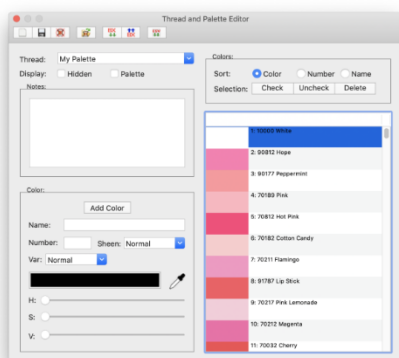 Thread and Palette Editor
Thread: My Palette
Display: Hidden Palette
Notes:
Color:
Add Color
Name:
Number: Sheen: Normal
Var: Normal
H:
S:
V:
Colors:
Sort: Color Number Name
Selection: Check Uncheck Delete
1: 10005 White
2: 90812 Hope
3: 90177 Peppermint
4: 70189 Pink
5: 70812 Hot Pink
6: 70182 Cotton Candy
7: 70211 Flamingo
8: 91787 Lip Stick
9: 70217 Pink Lemonade
10: 70212 Magenta
11: 70032 Cherry